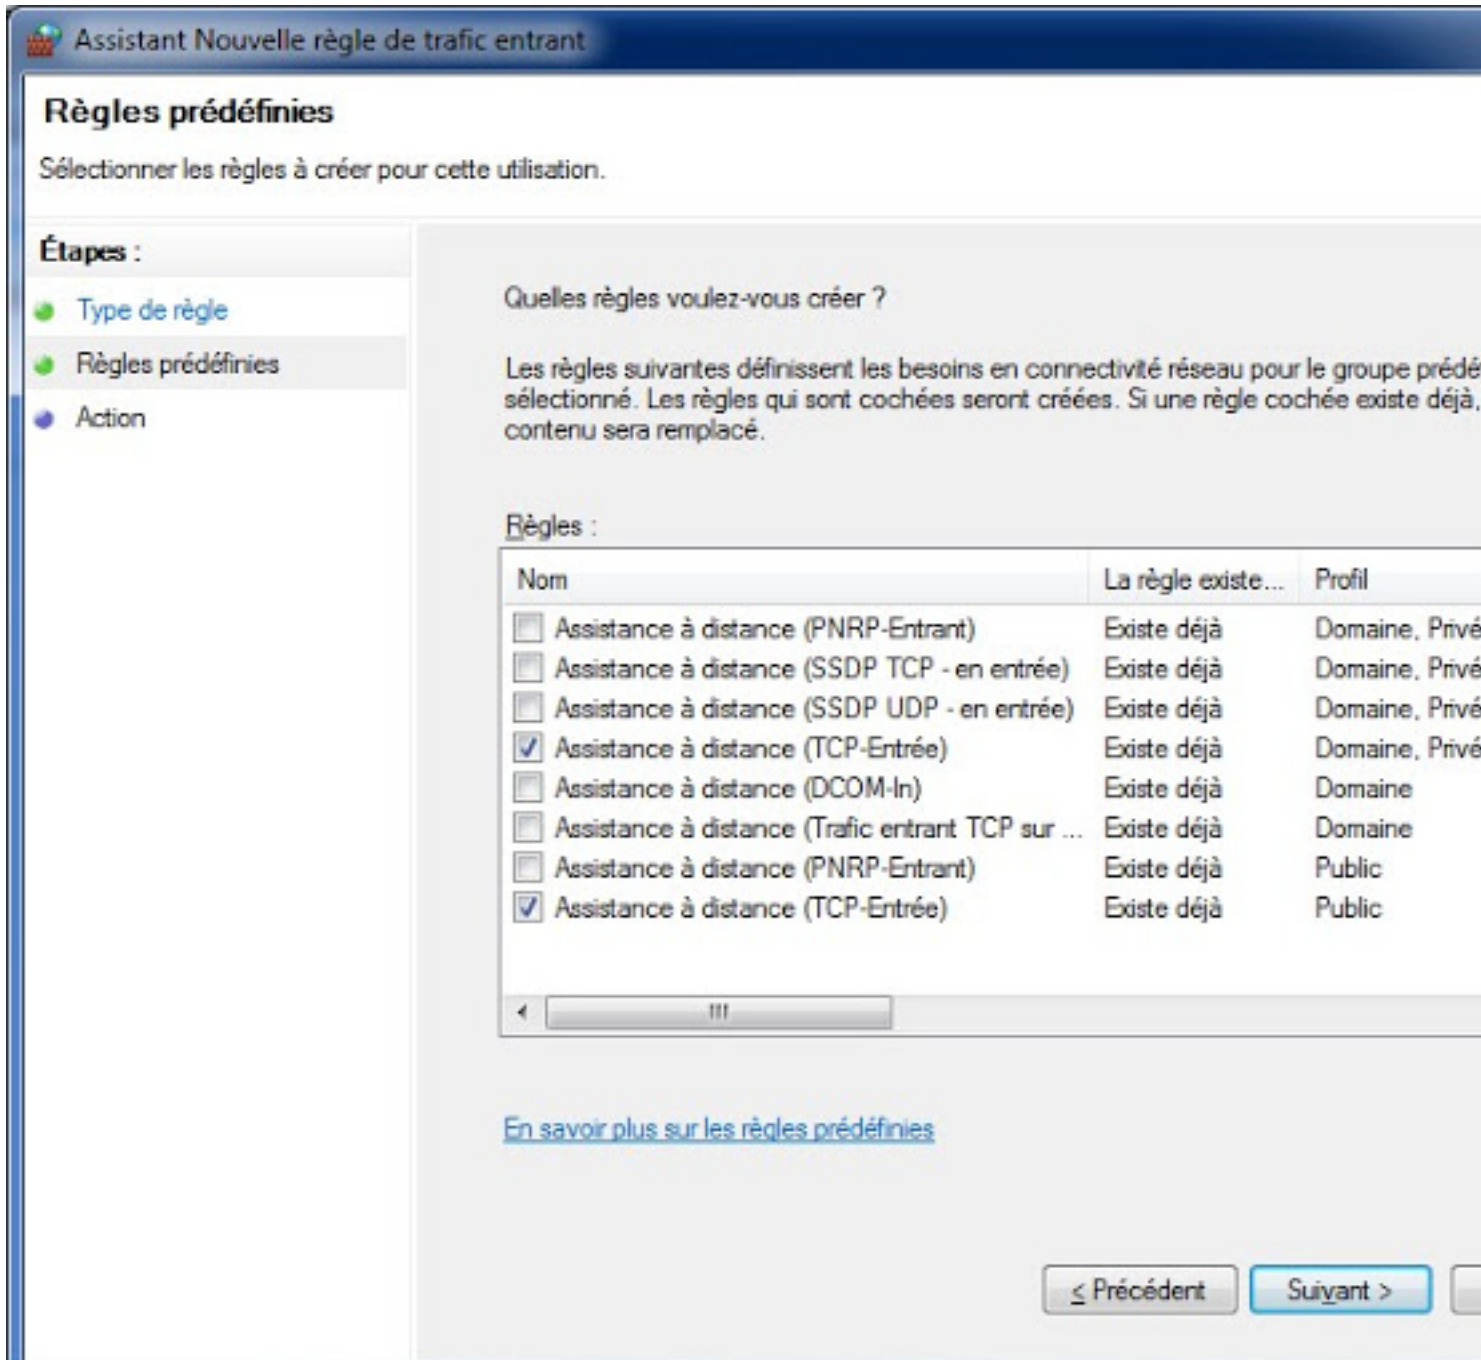 Assistant Nouvelle règle de trafic entrant
Règles prédéfinies
Sélectionner les règles à créer pour cette utilisation.
Étapes :
Type de règle
Règles prédéfinies
Action
Quelles règles voulez-vous créer ?
Les règles suivantes définissent les besoins en connectivité réseau pour le groupe
sélectionné. Les règles qui sont cochées seront créées. Si une règle cochée existe déjà,
contenu sera remplacé.
Règles :
Nom La règle existe... Profil
Assistance à distance (PNRP-Entrant) Existe déjà Domaine, Privé
Assistance à distance (SSDP TCP - en entrée) Existe déjà Domaine, Privé
Assistance à distance (SSDP UDP - en entrée) Existe déjà Domaine, Privé
Assistance à distance (TCP-Entrée) Existe déjà Domaine, Privé
Assistance à distance (DCOM-In) Existe déjà Domaine
Assistance à distance (Trafic entrant TCP sur ... Existe déjà Domaine
Assistance à distance (PNRP-Entrant) Existe déjà Public
Assistance à distance (TCP-Entrée) Existe déjà Public
En savoir plus sur les règles prédéfinies
< Précédent Suivant >